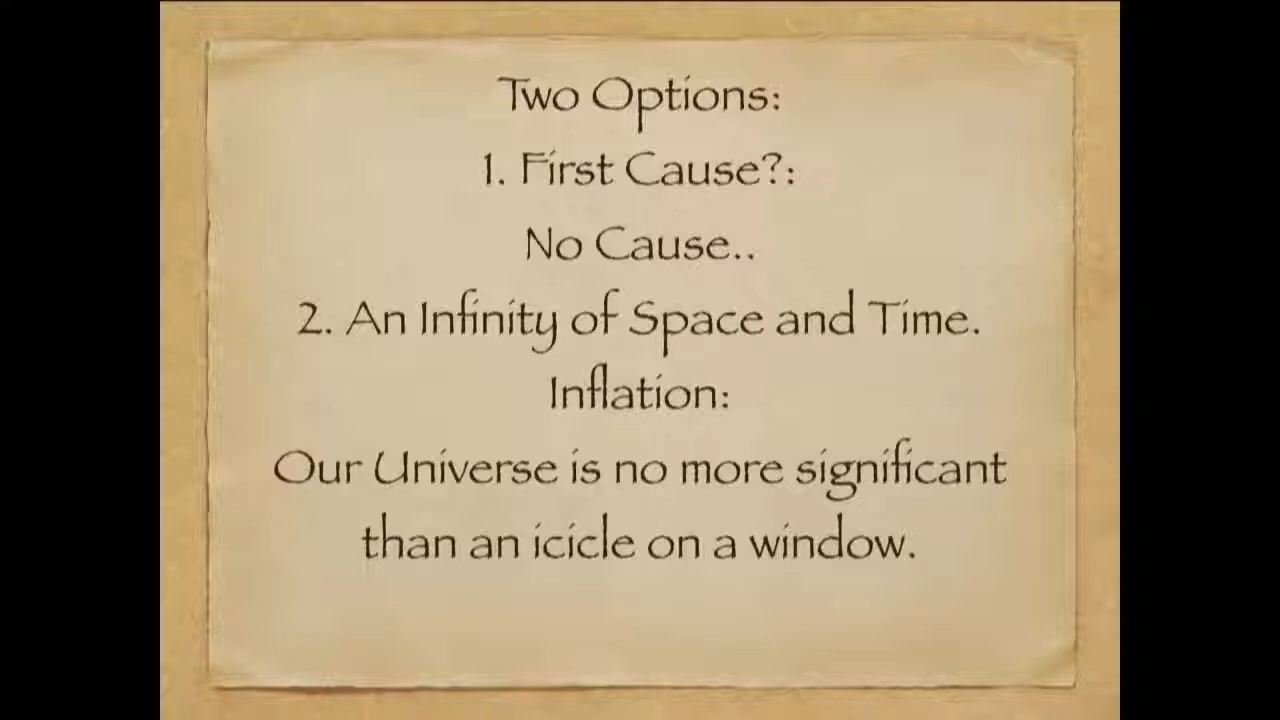 Two Options:
1. First Cause?:
No Cause..
2. An Infinity of Space and Time.
Inflation:
Our Universe is no more significant
than an icicle on a window.